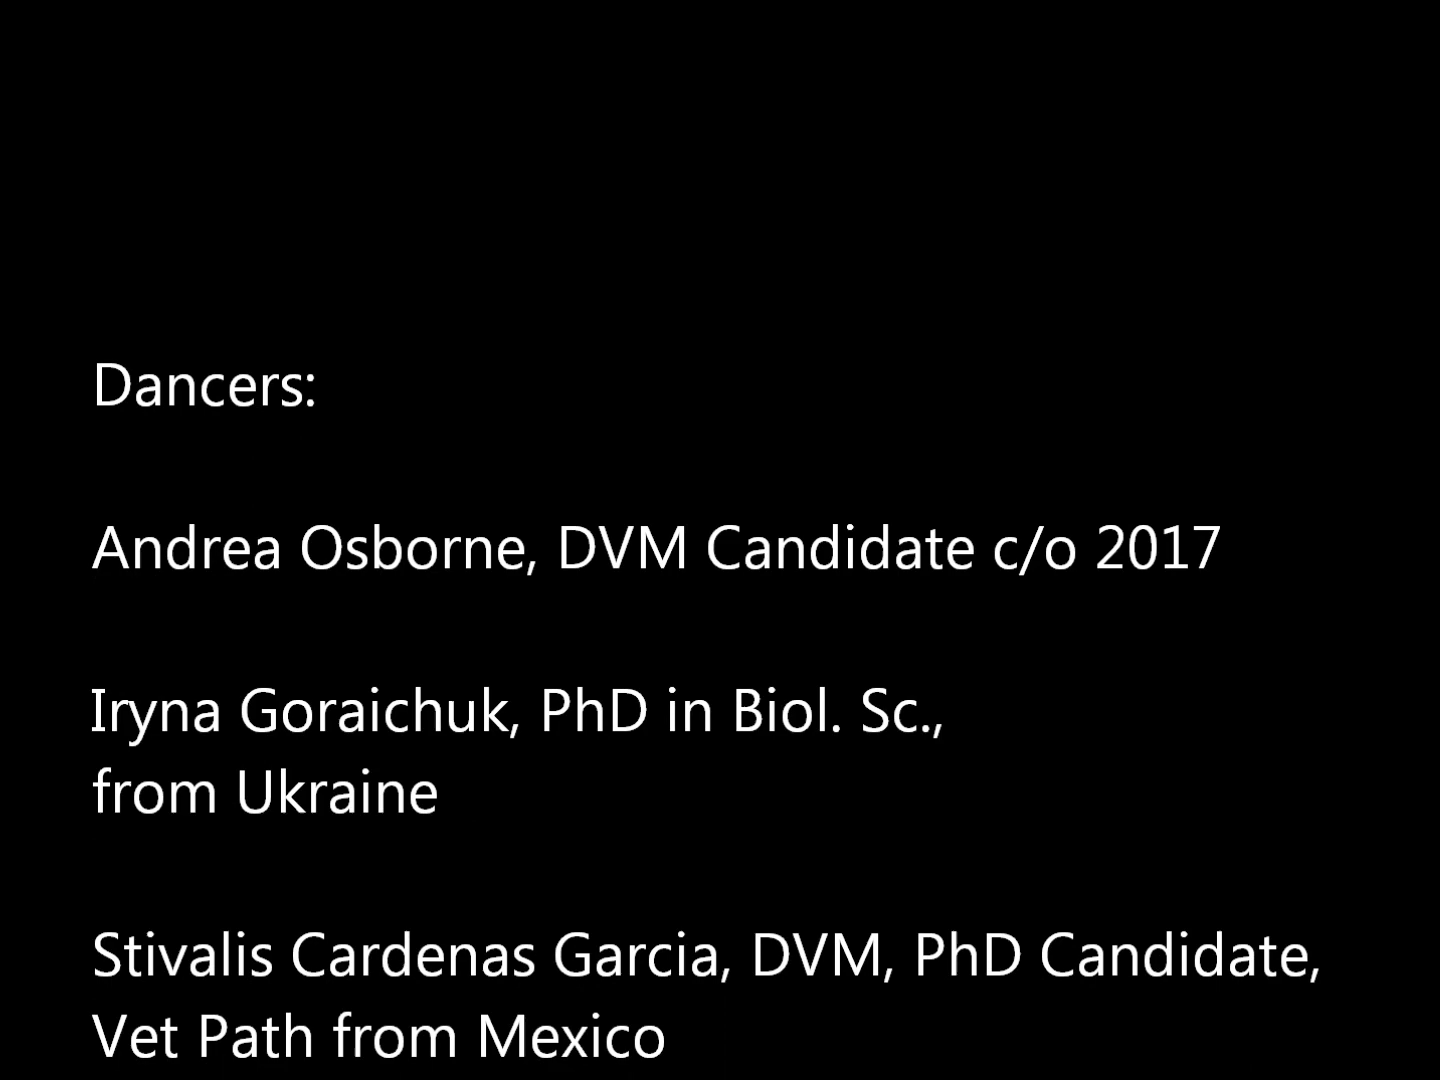 Dancers:
Andrea Osborne, DVM Candidate c/o 2017
Iryna Goraichuk, PhD in Biol. Sc.,
from Ukraine
Stivalis Cardenas Garcia, DVM, PhD Candidate,
Vet Path from Mexico